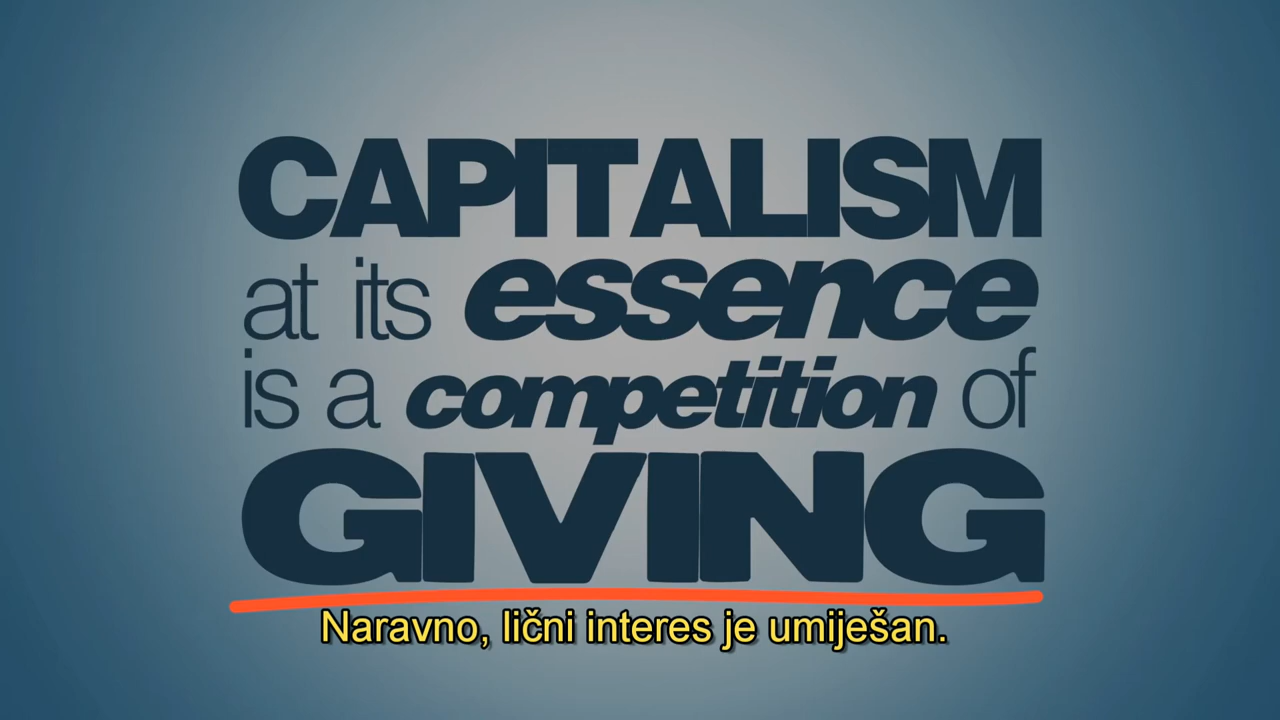 CAPITALISM
at its essence
is a competition of
GIVING
Naravno, lični interes je umiješan.